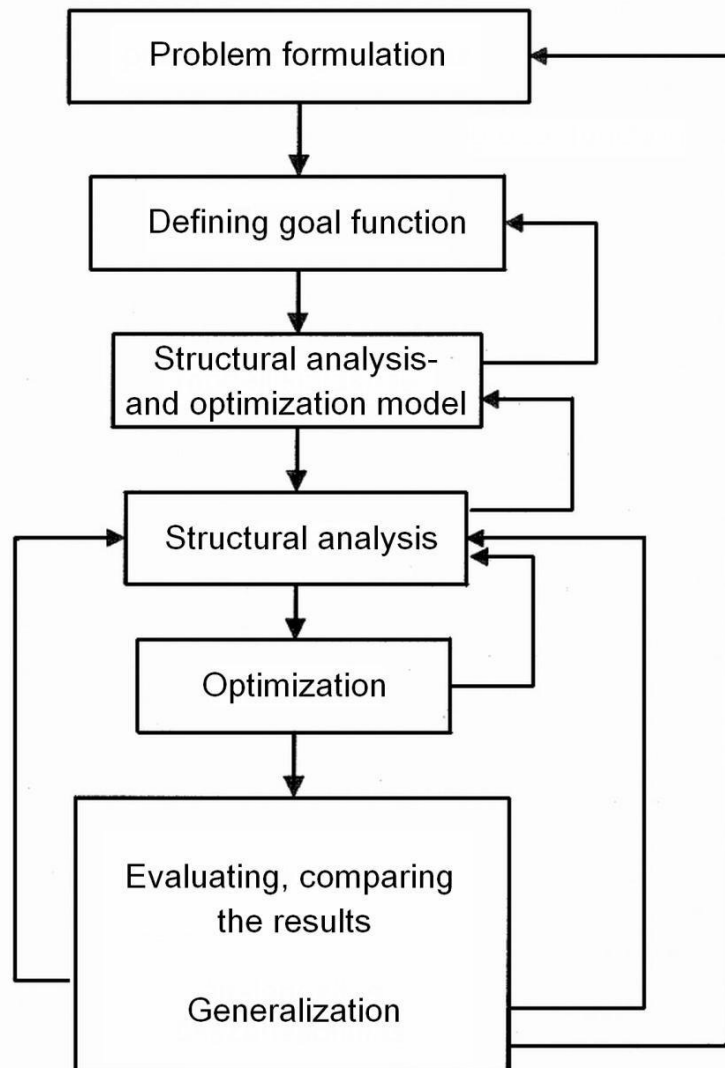 Problem formulation
Defining goal function
Structural analysis-
and optimization model
Structural analysis
Optimization
Evaluating, comparing
the results
Generalization